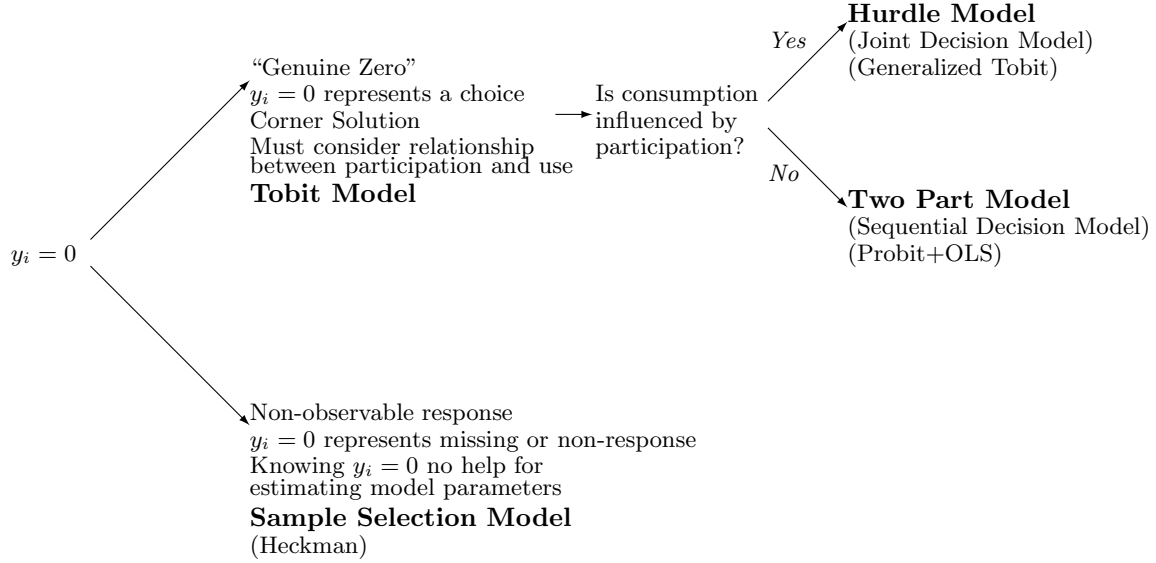 y_i = 0
“Genuine Zero”
y_i = 0 represents a choice
Corner Solution
Must consider relationship
between participation and use
Tobit Model
Is consumption
influenced by
participation?
Yes
Hurdle Model
(Joint Decision Model)
(Generalized Tobit)
No
Two Part Model
(Sequential Decision Model)
(Probit+OLS)
Non-observable response
y_i = 0 represents missing or non-response
Knowing y_i = 0 no help for
estimating model parameters
Sample Selection Model
(Heckman)